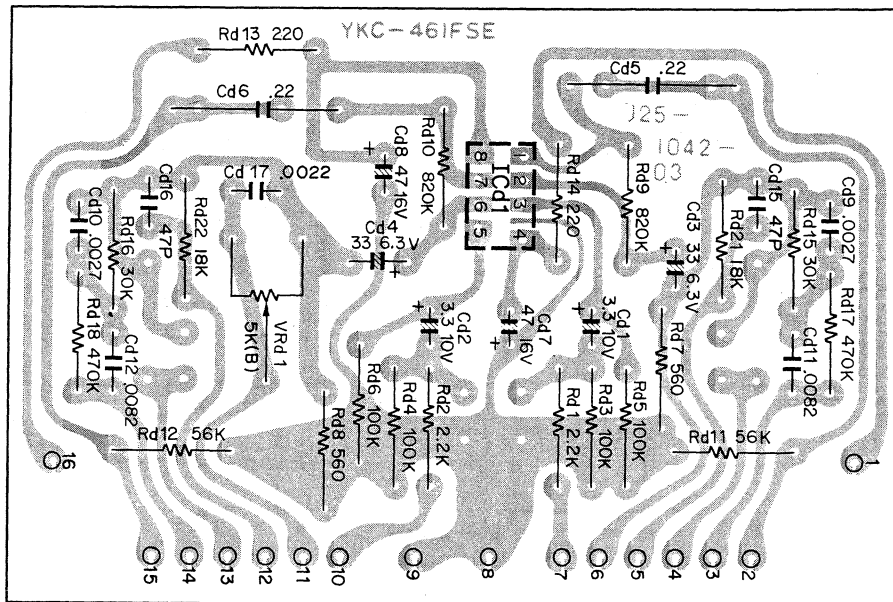 YKC-461FSE
Rd13 220
Cd6 .22
Cd5 .22
J25-
1042-
03
Cd8 47 16V
Rd10 820K
8 1
7 2
6 3
5 4
ICd1
Rd14 220
Rd9 820K
Cd17 .0022
Cd4
33 6.3V
Cd3 33 6.3V
Cd10 .0027
Rd16 30K
Cd16
47P
Rd22 18K
Rd21 18K
Cd15
47P
Rd15 30K
Cd9 .0027
Rd18 470K
Cd12 .0082
VRd1
5K(B)
Cd2
3.3 10V
Cd7
47 16V
Cd1
3.3 10V
Rd7 560
Cd11 .0082
Rd17 470K
Rd12 56K
Rd8 560
Rd6 100K
Rd4 100K
Rd2 2.2K
Rd1 2.2K
Rd3 100K
Rd5 100K
Rd11 56K
16
1
15
14
13
12
11
10
9
8
7
6
5
4
3
2